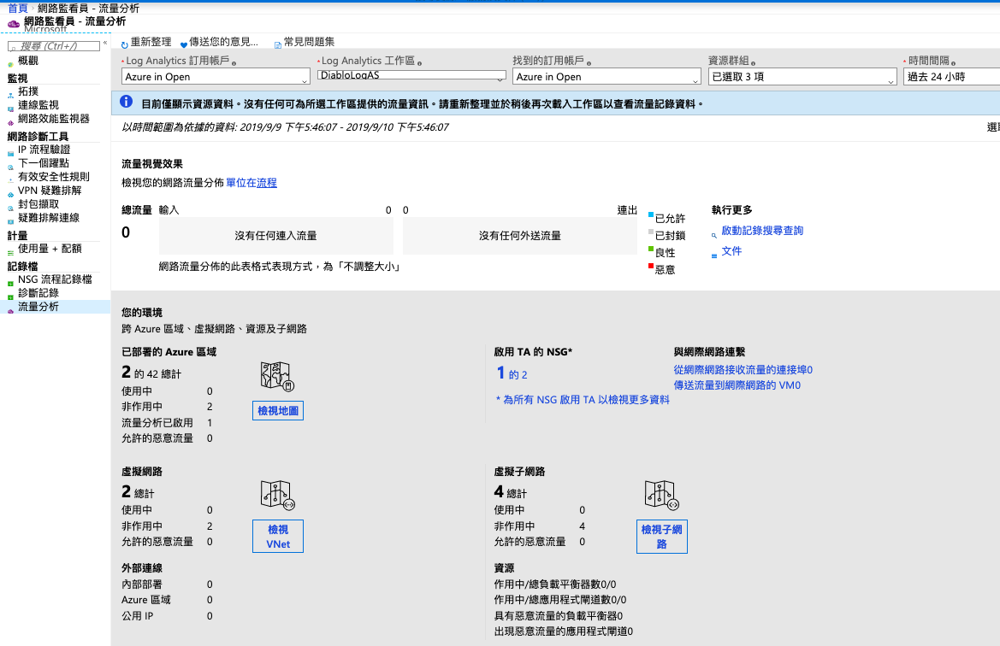 首頁 › 網路監看員 - 流量分析
網路監看員 - 流量分析
Microsoft
搜尋 (Ctrl+/)
«
概觀
監視
拓撲
連線監視
網路效能監視器
網路診斷工具
IP 流程驗證
下一個躍點
有效安全性規則
VPN 疑難排解
封包擷取
疑難排解連線
計量
使用量 + 配額
記錄檔
NSG 流程記錄檔
診斷記錄
流量分析
重新整理 傳送您的意見... 常見問題集
* Log Analytics 訂用帳戶 * Log Analytics 工作區 找到的訂用帳戶 資源群組 * 時間間隔
Azure in Open DiabloLogAS Azure in Open 已選取 3 項 過去 24 小時
目前僅顯示資源資料。沒有任何可為所選工作區提供的流量資訊。請重新整理並於稍後再次載入工作區以查看流量記錄資料。
以時間範圍為依據的資料: 2019/9/9 下午5:46:07 - 2019/9/10 下午5:46:07
選
流量視覺效果
檢視您的網路流量分佈 單位在流程
總流量 輸入 0 0 連出
0 沒有任何連入流量 沒有任何外送流量
網路流量分佈的此表格式表現方式，為「不調整大小」
已允許
已封鎖
良性
惡意
執行更多
啟動記錄搜尋查詢
文件
您的環境
跨 Azure 區域、虛擬網路、資源及子網路
已部署的 Azure 區域
2 的 42 總計
使用中 0
非作用中 2
流量分析已啟用 1
允許的惡意流量 0
檢視地圖
啟用 TA 的 NSG*
1 的 2
* 為所有 NSG 啟用 TA 以檢視更多資料
與網際網路連繫
從網際網路接收流量的連接埠0
傳送流量到網際網路的 VM0
虛擬網路
2 總計
使用中 0
非作用中 2
允許的惡意流量 0
檢視
VNet
虛擬子網路
4 總計
使用中 0
非作用中 4
允許的惡意流量 0
檢視子網
路
外部連線
內部部署 0
Azure 區域 0
公用 IP 0
資源
作用中/總負載平衡器數0/0
作用中/總應用程式閘道數0/0
具有惡意流量的負載平衡器0
出現惡意流量的應用程式閘道0